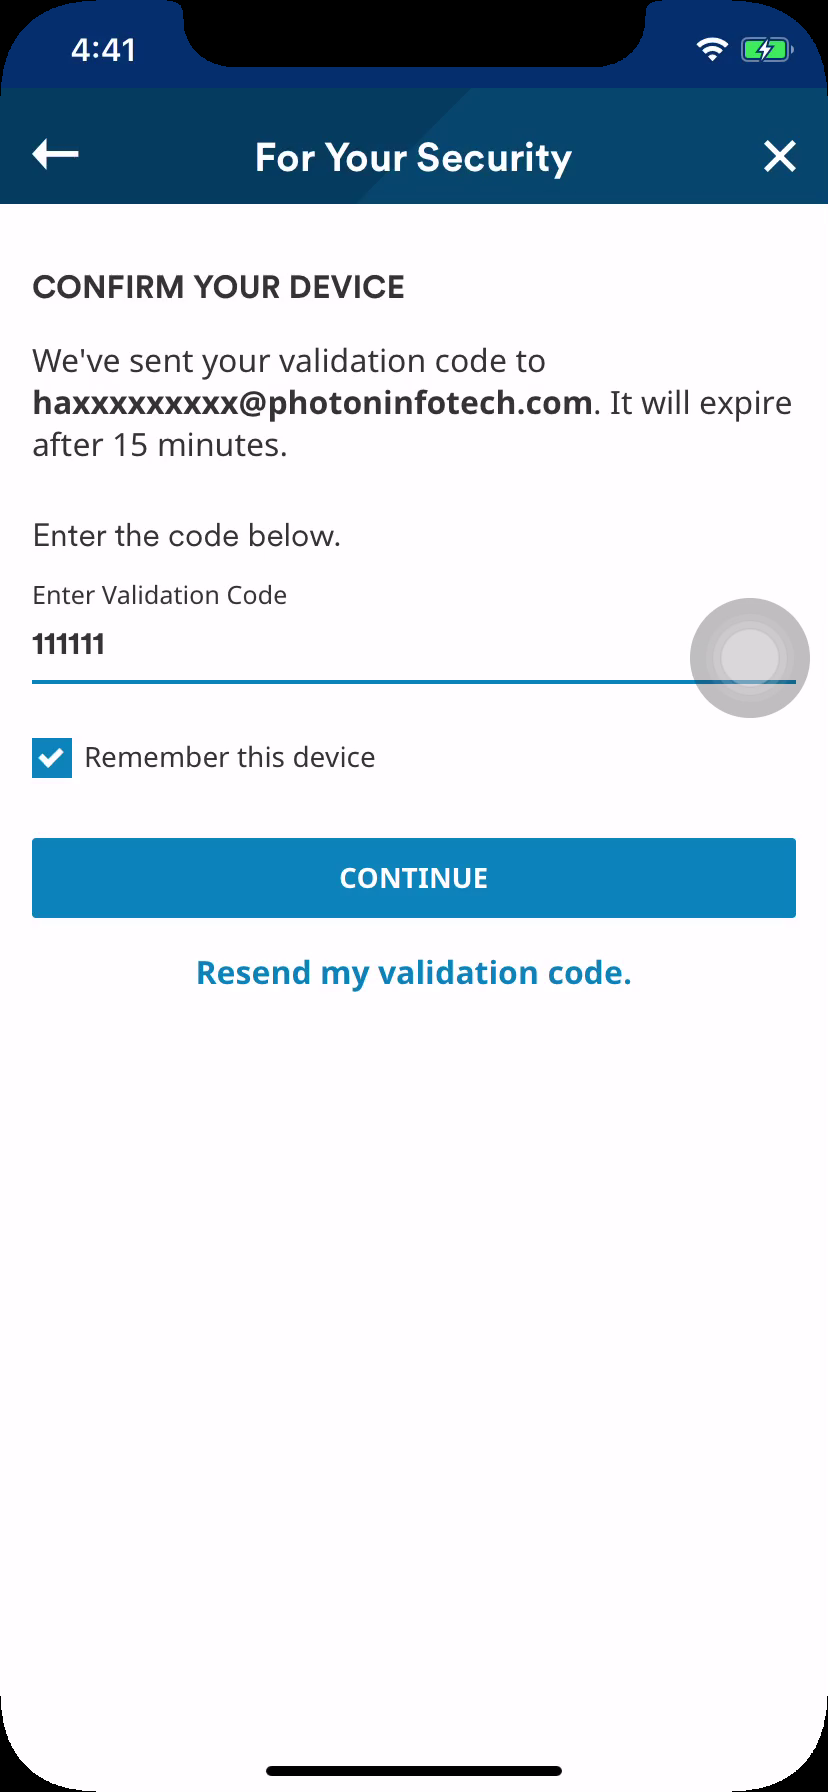 4:41
For Your Security
CONFIRM YOUR DEVICE
We've sent your validation code to
haxxxxxxxxx@photoninfotech.com. It will expire
after 15 minutes.
Enter the code below.
Enter Validation Code
111111
Remember this device
CONTINUE
Resend my validation code.